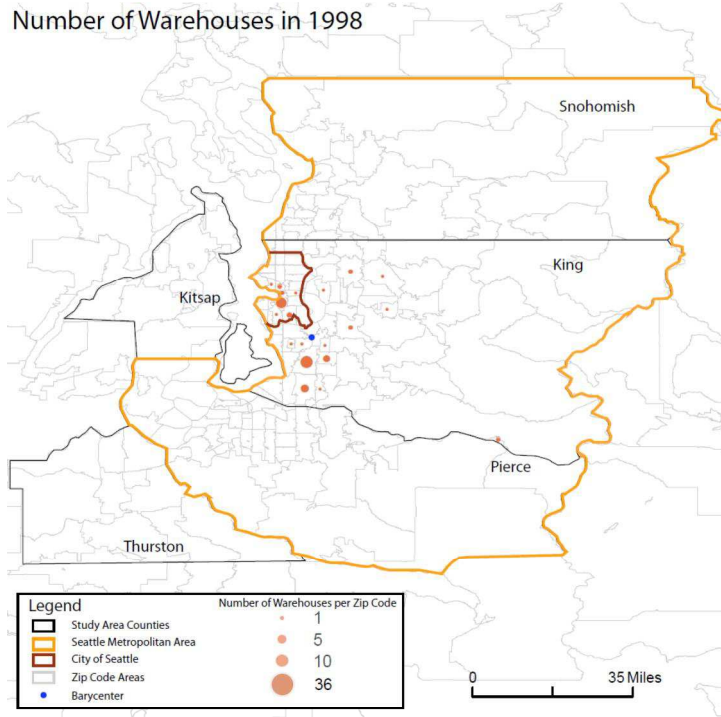 Number of Warehouses in 1998
Snohomish
King
Kitsap
Pierce
Thurston
Legend
Study Area Counties
Seattle Metropolitan Area
City of Seattle
Zip Code Areas
Barycenter
Number of Warehouses per Zip Code
1
5
10
36
0 35 Miles